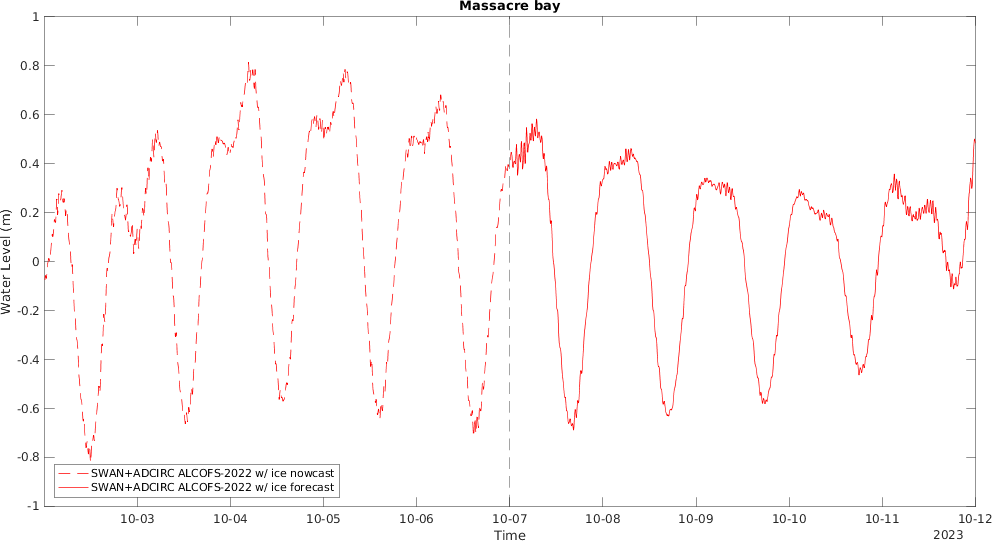 Massacre bay
1
0.8
0.6
0.4
0.2
0
-0.2
-0.4
-0.6
-0.8
-1
Water Level (m)
SWAN+ADCIRC ALCOFS-2022 w/ ice nowcast
SWAN+ADCIRC ALCOFS-2022 w/ ice forecast
10-03 10-04 10-05 10-06 10-07 10-08 10-09 10-10 10-11 10-12
Time
2023